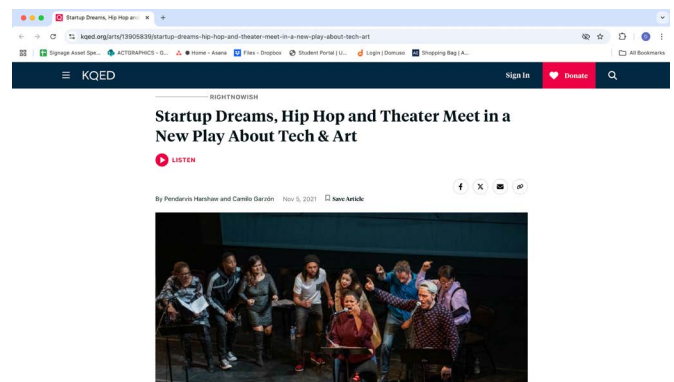 Startup Dreams, Hip Hop and
kqed.org/arts/13905839/startup-dreams-hip-hop-and-theater-meet-in-a-new-play-about-tech-art
Signage Asset Spe... ACTGRAPHICS - G... Home - Asana Files - Dropbox Student Portal | U... Login | Domuso Shopping Bag | A... All Bookmarks
KQED Sign In Donate
RIGHTNOWISH
Startup Dreams, Hip Hop and Theater Meet in a
New Play About Tech & Art
LISTEN
By Pendarvis Harshaw and Camilo Garzón Nov 5, 2021 Save Article